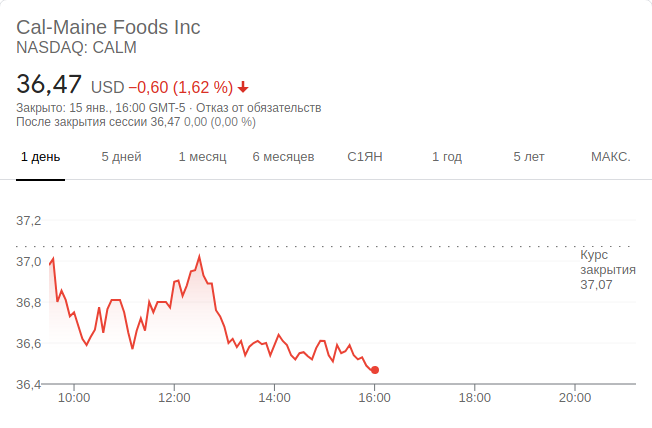 Cal-Maine Foods Inc
NASDAQ: CALM
36,47 USD −0,60 (1,62 %)
Закрыто: 15 янв., 16:00 GMT-5 · Отказ от обязательств
После закрытия сессии 36,47 0,00 (0,00 %)
1 день 5 дней 1 месяц 6 месяцев С1ЯН 1 год 5 лет МАКС.
37,2
Курс
закрытия
37,07
37,0
36,8
36,6
36,4
10:00 12:00 14:00 16:00 18:00 20:00